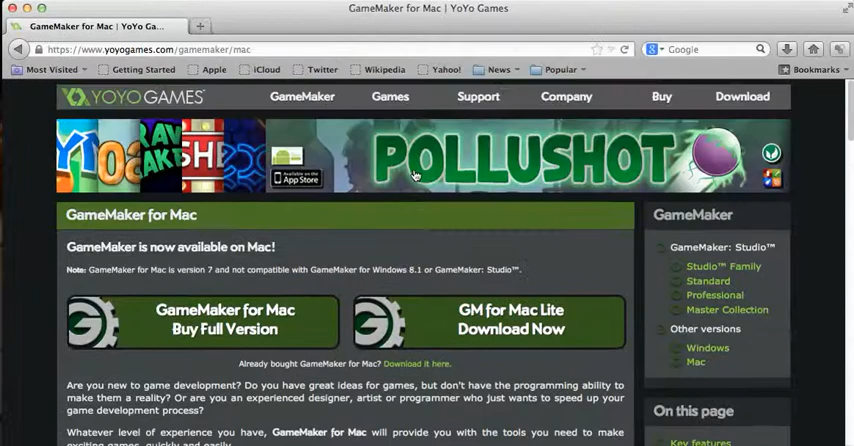 GameMaker for Mac | YoYo Games
GameMaker for Mac | YoYo Ga...
https://www.yoyogames.com/gamemaker/mac
Google
Most Visited
Getting Started
Apple
iCloud
Twitter
Wikipedia
Yahoo!
News
Popular
Bookmarks
YOYOGAMES
GameMaker
Games
Support
Company
Buy
Download
Available on the
App Store
POLLUSHOT
GameMaker for Mac
GameMaker is now available on Mac!
Note: GameMaker for Mac is version 7 and not compatible with GameMaker for Windows 8.1 or GameMaker: Studio™.
GameMaker for Mac
Buy Full Version
GM for Mac Lite
Download Now
Already bought GameMaker for Mac? Download it here.
Are you new to game development? Do you have great ideas for games, but don't have the programming ability to
make them a reality? Or are you an experienced designer, artist or programmer who just wants to speed up your
game development process?
Whatever level of experience you have, GameMaker for Mac will provide you with the tools you need to make
exciting games, quickly and easily.
GameMaker
GameMaker: Studio™
Studio™ Family
Standard
Professional
Master Collection
Other versions
Windows
Mac
On this page
Key features